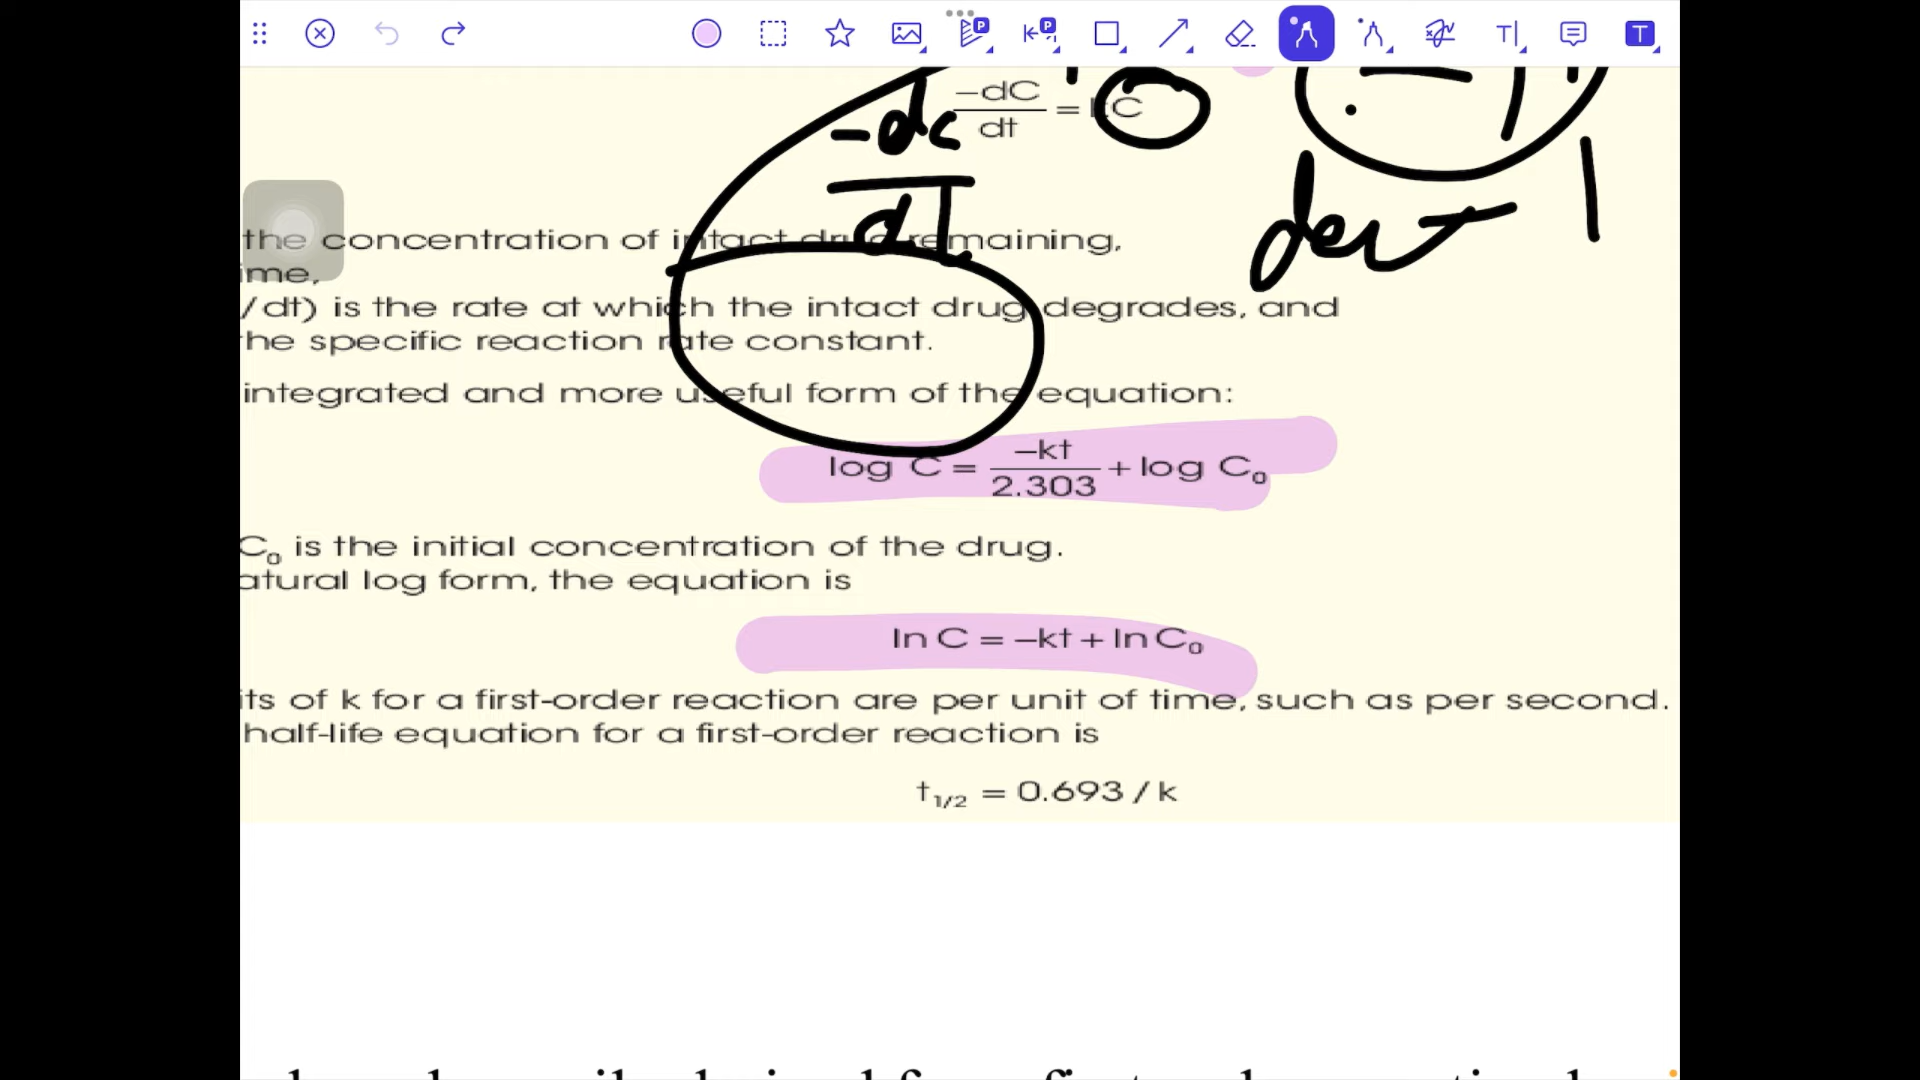 -dC/dt = kC
-dc
the concentration of intact drug remaining,
ime,
/dt) is the rate at which the intact drug degrades, and
he specific reaction rate constant.
integrated and more useful form of the equation:
log C = -kt/2.303 + log C₀
C₀ is the initial concentration of the drug.
atural log form, the equation is
ln C = -kt + ln C₀
its of k for a first-order reaction are per unit of time, such as per second.
half-life equation for a first-order reaction is
t₁/₂ = 0.693 / k